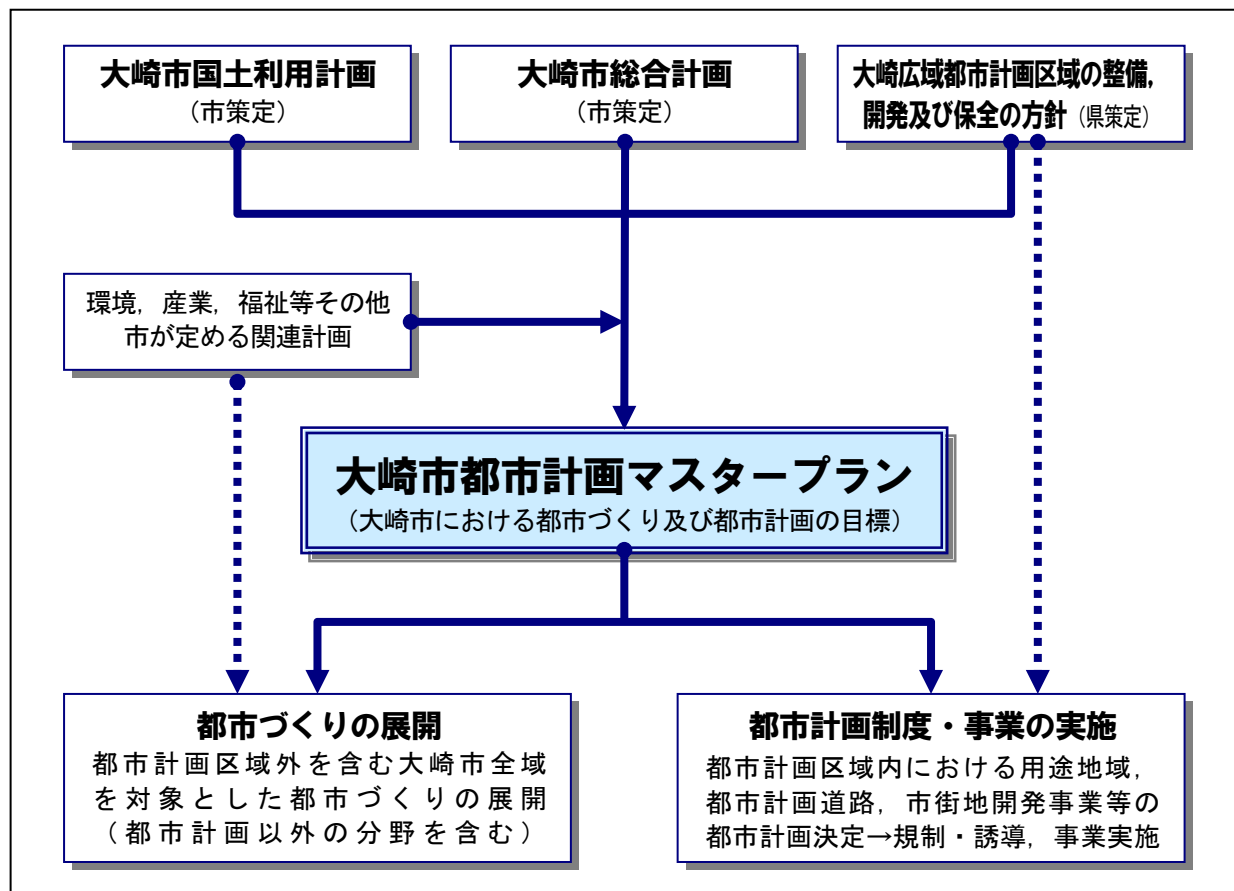 大崎市国土利用計画
（市策定）
大崎市総合計画
（市策定）
大崎広域都市計画区域の整備，
開発及び保全の方針（県策定）
環境，産業，福祉等その他
市が定める関連計画
大崎市都市計画マスタープラン
（大崎市における都市づくり及び都市計画の目標）
都市づくりの展開
都市計画区域外を含む大崎市全域
を対象とした都市づくりの展開
（都市計画以外の分野を含む）
都市計画制度・事業の実施
都市計画区域内における用途地域，
都市計画道路，市街地開発事業等の
都市計画決定→規制・誘導，事業実施